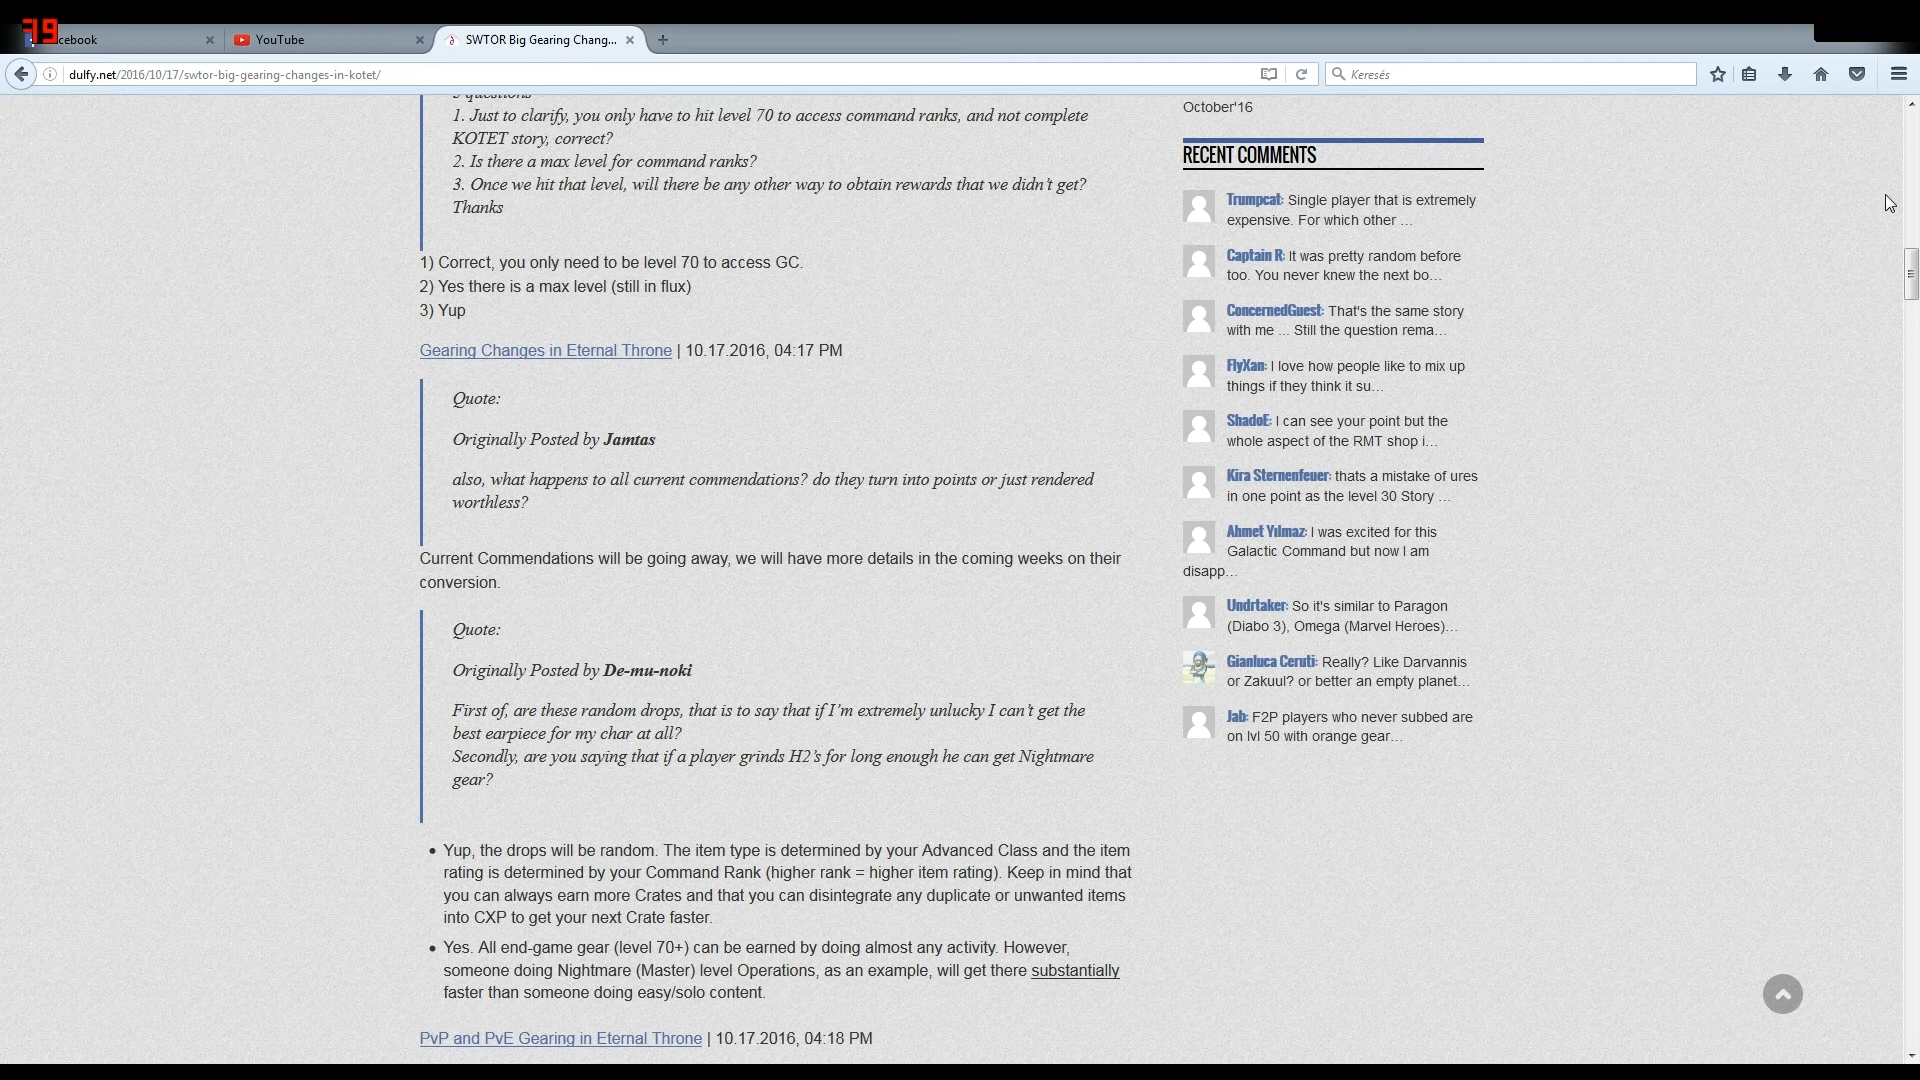 79
cebook
YouTube
SWTOR Big Gearing Chang...
dulfy.net/2016/10/17/swtor-big-gearing-changes-in-kotet/
Keresés
3 questions
1. Just to clarify, you only have to hit level 70 to access command ranks, and not complete
KOTET story, correct?
2. Is there a max level for command ranks?
3. Once we hit that level, will there be any other way to obtain rewards that we didn't get?
Thanks
1) Correct, you only need to be level 70 to access GC.
2) Yes there is a max level (still in flux)
3) Yup
Gearing Changes in Eternal Throne | 10.17.2016, 04:17 PM
Quote:
Originally Posted by Jamtas
also, what happens to all current commendations? do they turn into points or just rendered
worthless?
Current Commendations will be going away, we will have more details in the coming weeks on their
conversion.
Quote:
Originally Posted by De-mu-noki
First of, are these random drops, that is to say that if I'm extremely unlucky I can't get the
best earpiece for my char at all?
Secondly, are you saying that if a player grinds H2's for long enough he can get Nightmare
gear?
• Yup, the drops will be random. The item type is determined by your Advanced Class and the item
rating is determined by your Command Rank (higher rank = higher item rating). Keep in mind that
you can always earn more Crates and that you can disintegrate any duplicate or unwanted items
into CXP to get your next Crate faster.
• Yes. All end-game gear (level 70+) can be earned by doing almost any activity. However,
someone doing Nightmare (Master) level Operations, as an example, will get there substantially
faster than someone doing easy/solo content.
PvP and PvE Gearing in Eternal Throne | 10.17.2016, 04:18 PM
October'16
RECENT COMMENTS
Trumpcat: Single player that is extremely
expensive. For which other ...
Captain R: It was pretty random before
too. You never knew the next bo...
ConcernedGuest: That's the same story
with me ... Still the question rema...
FlyXan: I love how people like to mix up
things if they think it su...
ShadoE: I can see your point but the
whole aspect of the RMT shop i...
Kira Sternenfeuer: thats a mistake of ures
in one point as the level 30 Story ...
Ahmet Yılmaz: I was excited for this
Galactic Command but now I am
disapp...
Undrtaker: So it's similar to Paragon
(Diabo 3), Omega (Marvel Heroes)...
Gianluca Ceruti: Really? Like Darvannis
or Zakuul? or better an empty planet...
Jab: F2P players who never subbed are
on lvl 50 with orange gear...